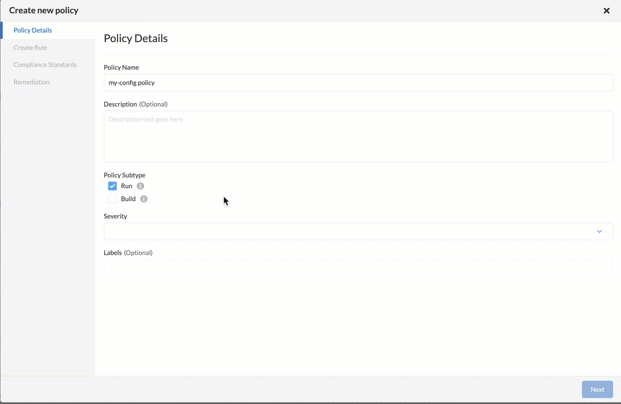 Create new policy
Policy Details
Create Rule
Compliance Standards
Remediation
Policy Details
Policy Name
my-config policy
Description (Optional)
Description text goes here
Policy Subtype
Run
Build
Severity
Labels (Optional)
Next